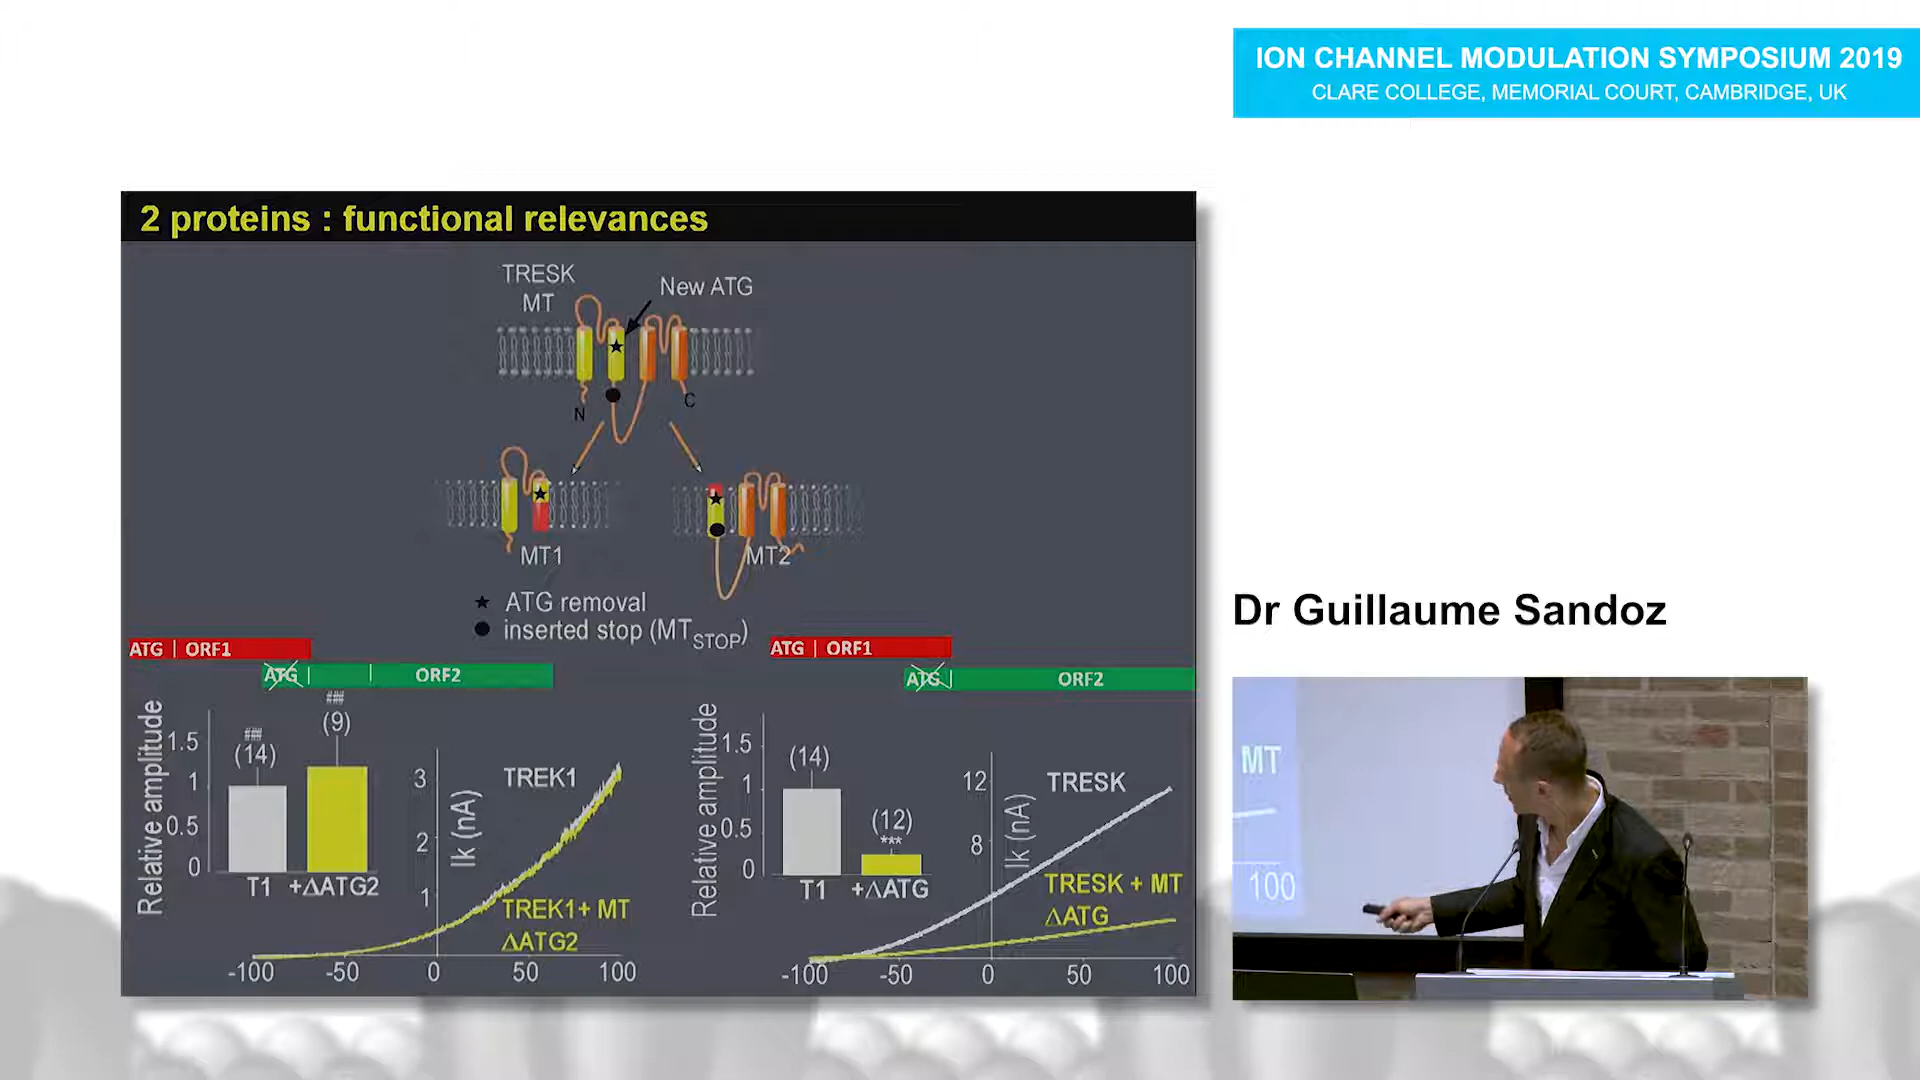 ION CHANNEL MODULATION SYMPOSIUM 2019
CLARE COLLEGE, MEMORIAL COURT, CAMBRIDGE, UK
2 proteins : functional relevances
TRESK
MT
New ATG
N
C
MT1
MT2
★ ATG removal
● inserted stop (MTSTOP)
ATG | ORF1
ATG | | ORF2
Relative amplitude
1.5
1
0.5
0
###
(14)
###
(9)
T1
+ΔATG2
3
2
1
Ik (nA)
TREK1
TREK1+ MT
ΔATG2
-100
-50
0
50
100
ATG | ORF1
ATG | ORF2
Relative amplitude
1.5
1
0.5
0
(14)
(12)
***
T1
+ΔATG
12
8
Ik (nA)
TRESK
TRESK + MT
ΔATG
-100
-50
0
50
100
Dr Guillaume Sandoz
MT
100